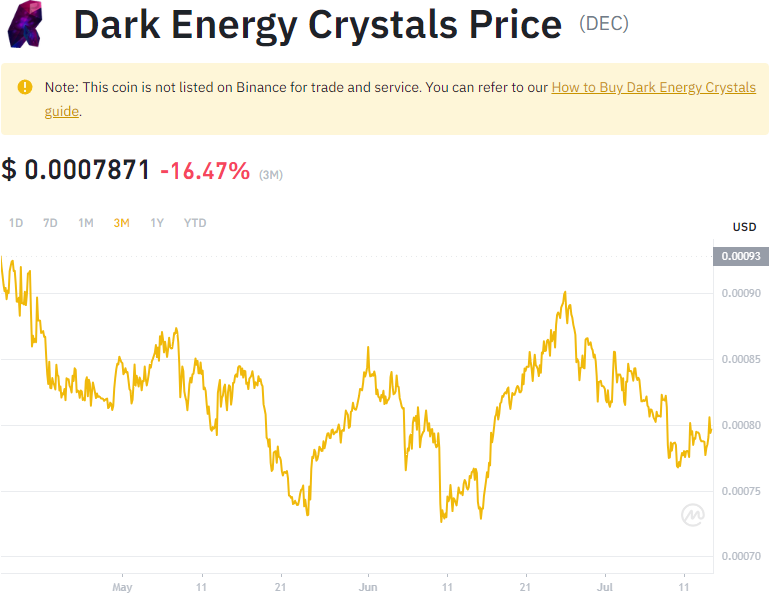 Dark Energy Crystals Price (DEC)
Note: This coin is not listed on Binance for trade and service. You can refer to our How to Buy Dark Energy Crystals
guide.
$ 0.0007871 -16.47% (3M)
1D 7D 1M 3M 1Y YTD
USD
0.00093
0.00090
0.00085
0.00080
0.00075
0.00070
May 11 21 Jun 11 21 Jul 11